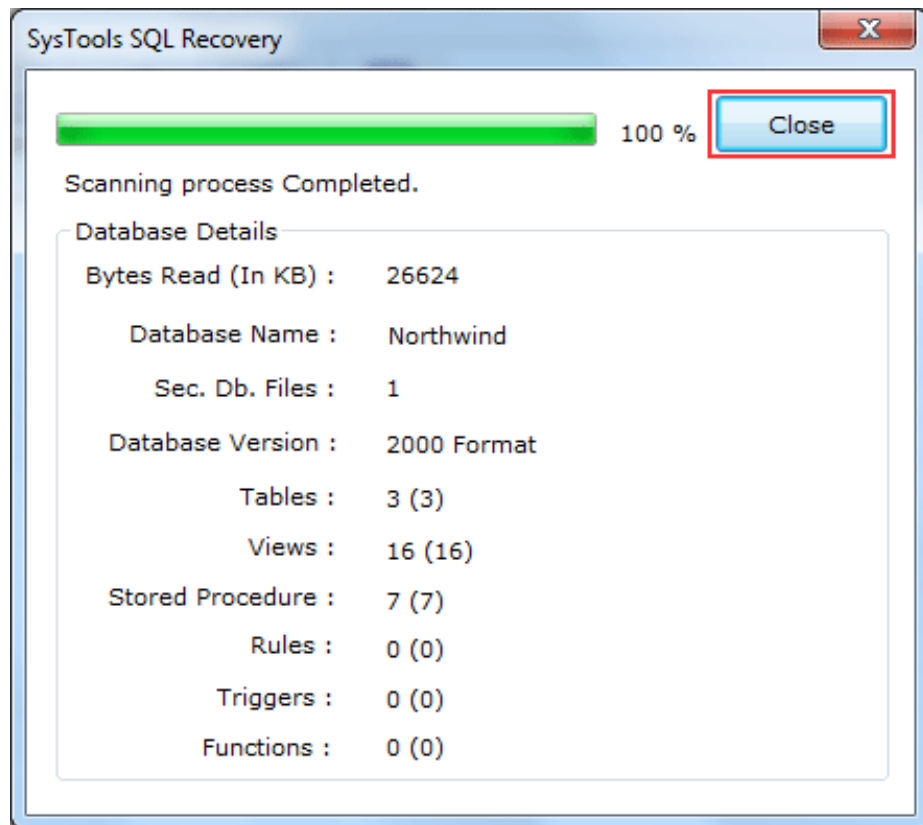 SysTools SQL Recovery
100 % Close
Scanning process Completed.
Database Details
Bytes Read (In KB) : 26624
Database Name : Northwind
Sec. Db. Files : 1
Database Version : 2000 Format
Tables : 3 (3)
Views : 16 (16)
Stored Procedure : 7 (7)
Rules : 0 (0)
Triggers : 0 (0)
Functions : 0 (0)